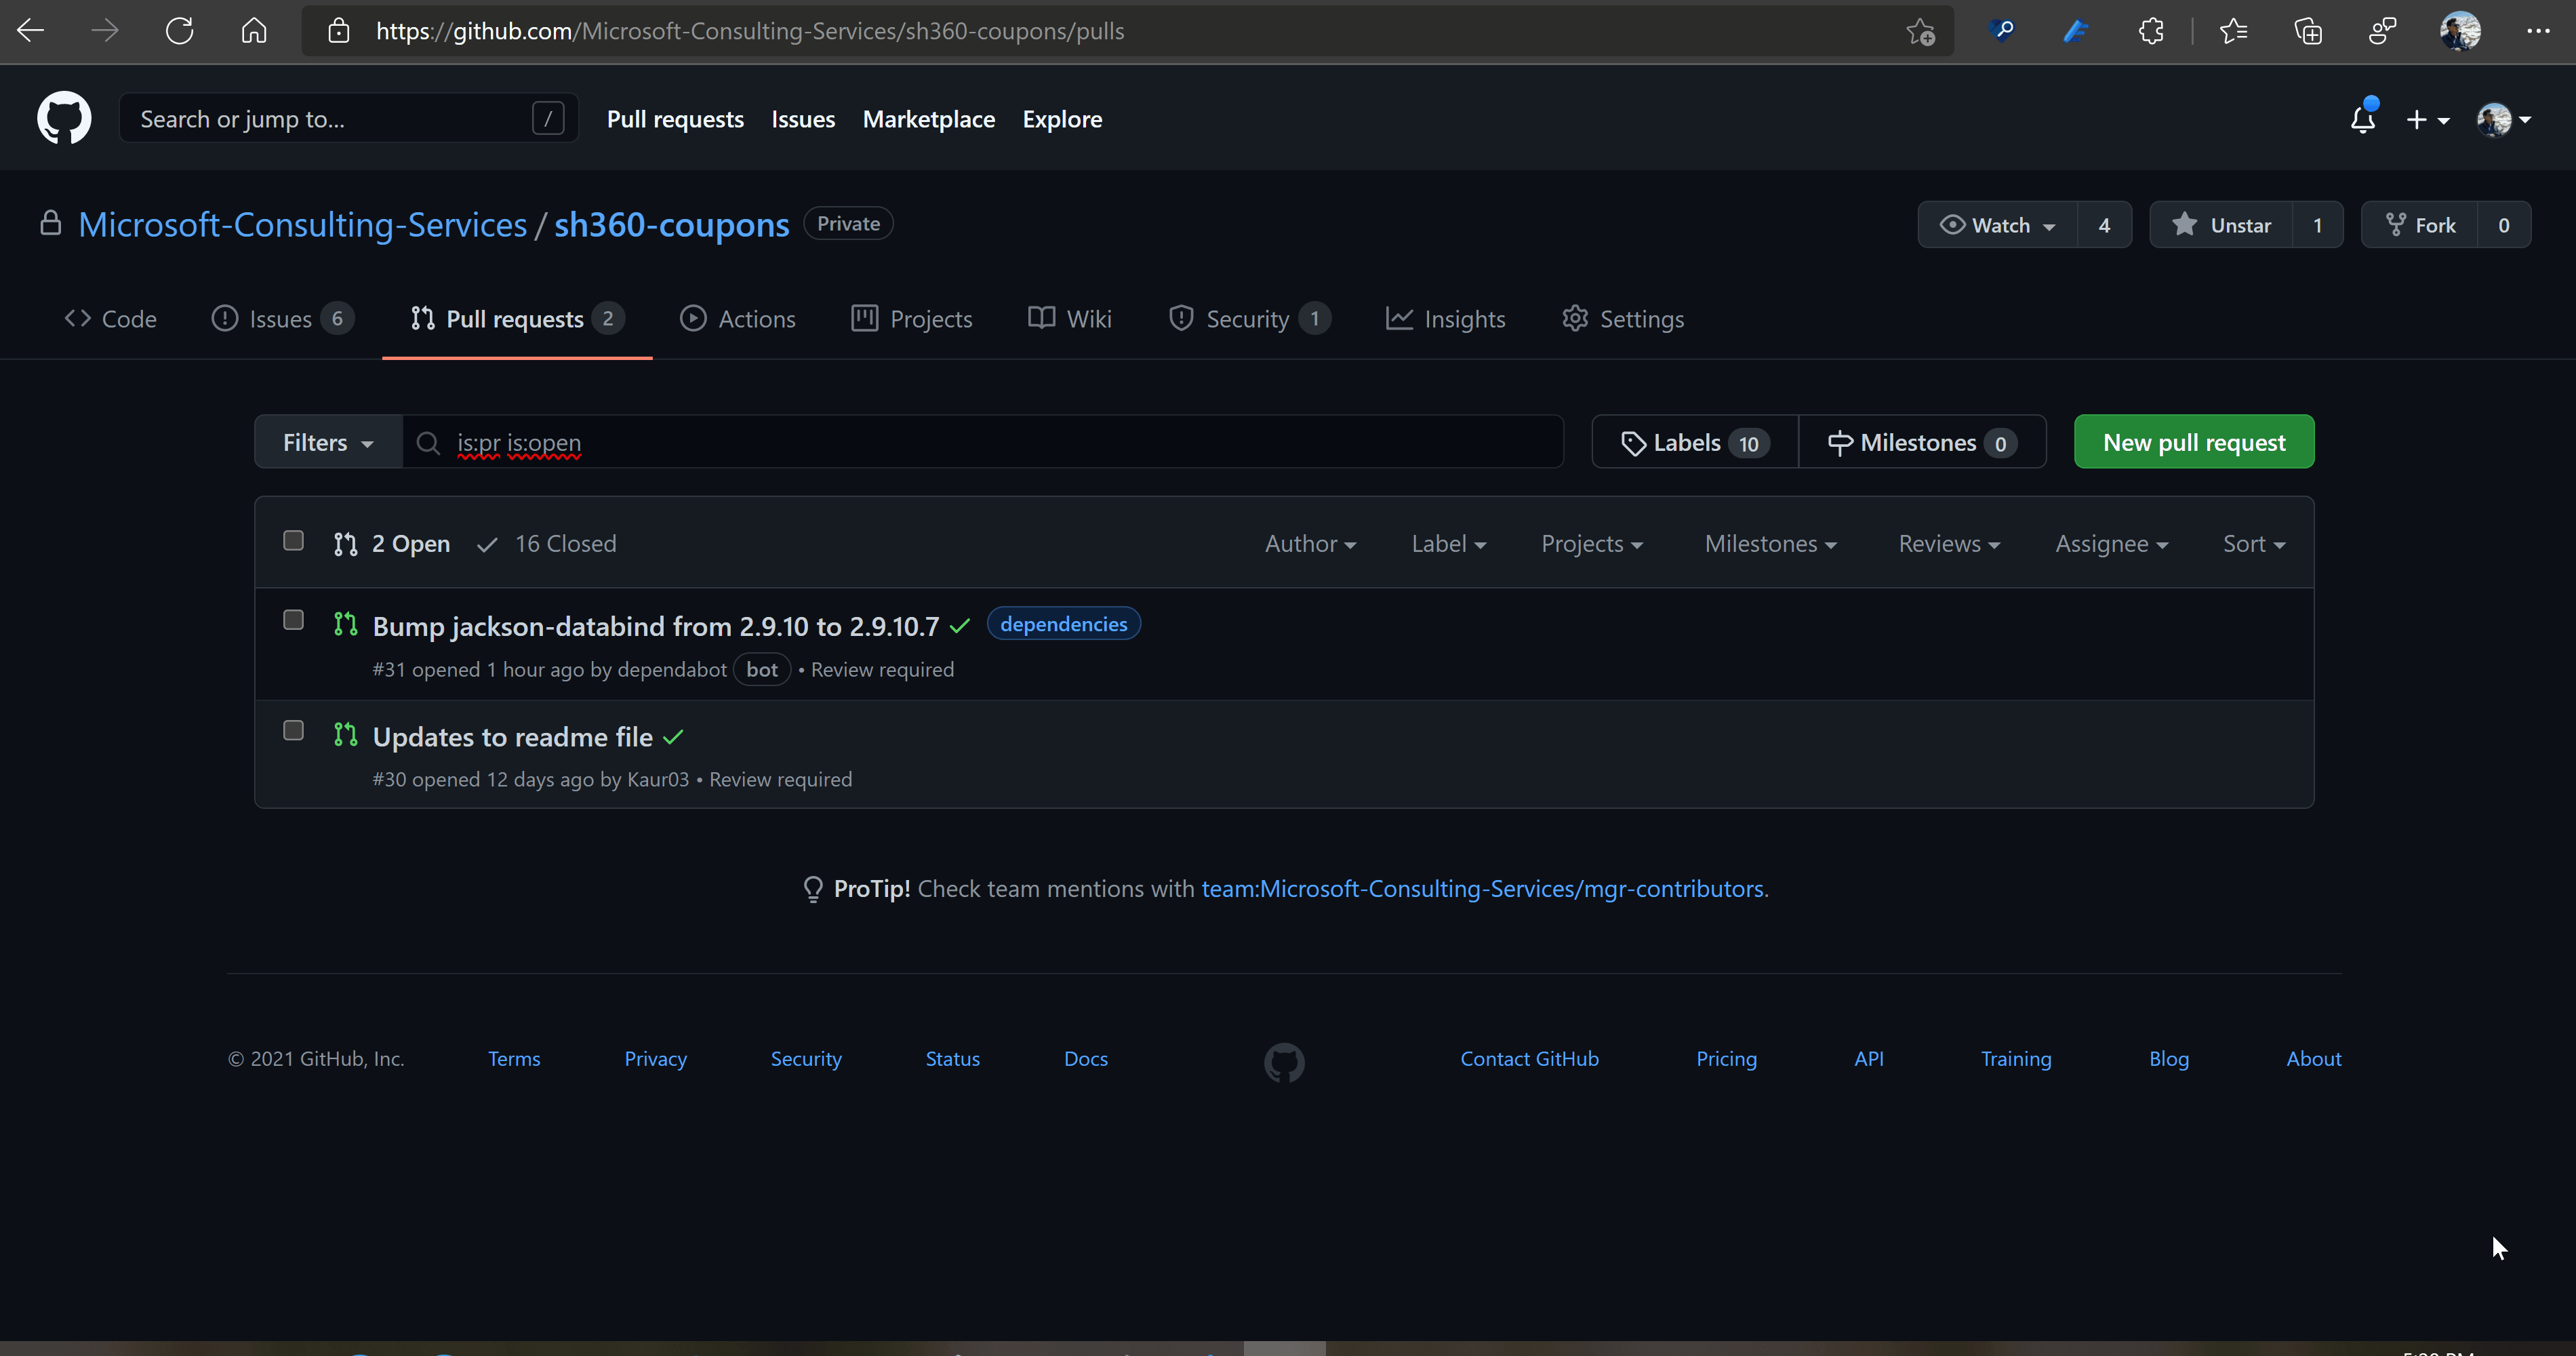 https://github.com/Microsoft-Consulting-Services/sh360-coupons/pulls
Search or jump to... / Pull requests Issues Marketplace Explore
Microsoft-Consulting-Services / sh360-coupons Private Watch 4 Unstar 1 Fork 0
Code Issues 6 Pull requests 2 Actions Projects Wiki Security 1 Insights Settings
Filters is:pr is:open Labels 10 Milestones 0 New pull request
2 Open 16 Closed Author Label Projects Milestones Reviews Assignee Sort
Bump jackson-databind from 2.9.10 to 2.9.10.7 dependencies
#31 opened 1 hour ago by dependabot bot • Review required
Updates to readme file
#30 opened 12 days ago by Kaur03 • Review required
ProTip! Check team mentions with team:Microsoft-Consulting-Services/mgr-contributors.
© 2021 GitHub, Inc. Terms Privacy Security Status Docs Contact GitHub Pricing API Training Blog About